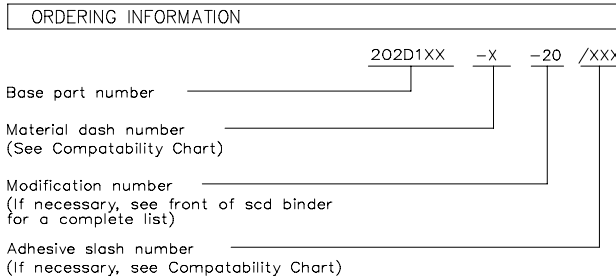 ORDERING INFORMATION
202D1XX -X -20 /XXX
Base part number
Material dash number
(See Compatability Chart)
Modification number
(If necessary, see front of scd binder
for a complete list)
Adhesive slash number
(If necessary, see Compatability Chart)